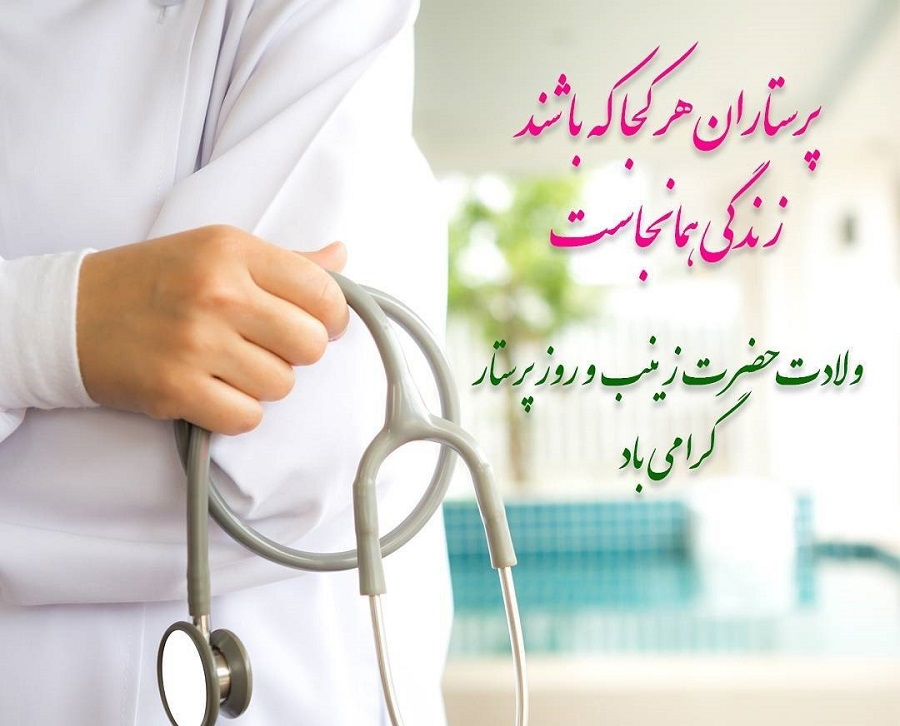 پرستاران هر کجا که باشند
زندگی همانجاست
ولادت حضرت زینب و روز پرستار
گرامی باد